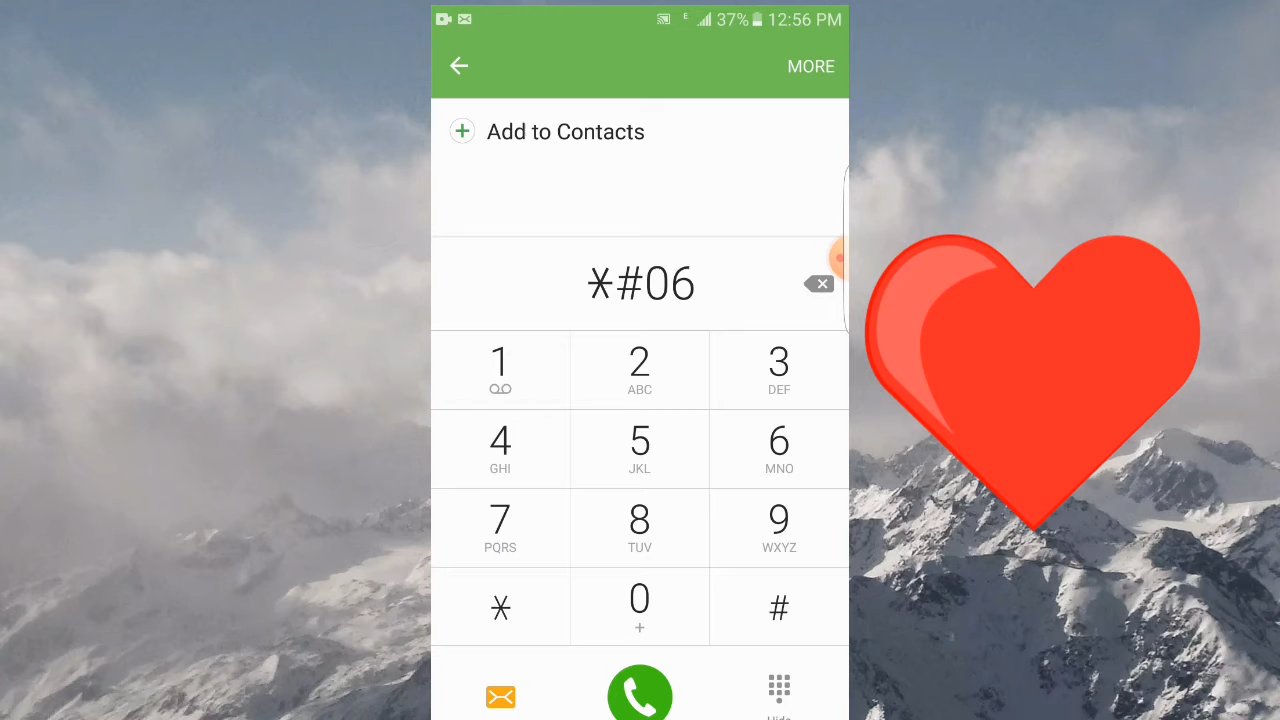 E 37% 12:56 PM
MORE
Add to Contacts
*#06
1 2 3
ABC DEF
4 5 6
GHI JKL MNO
7 8 9
PQRS TUV WXYZ
* 0 #
+